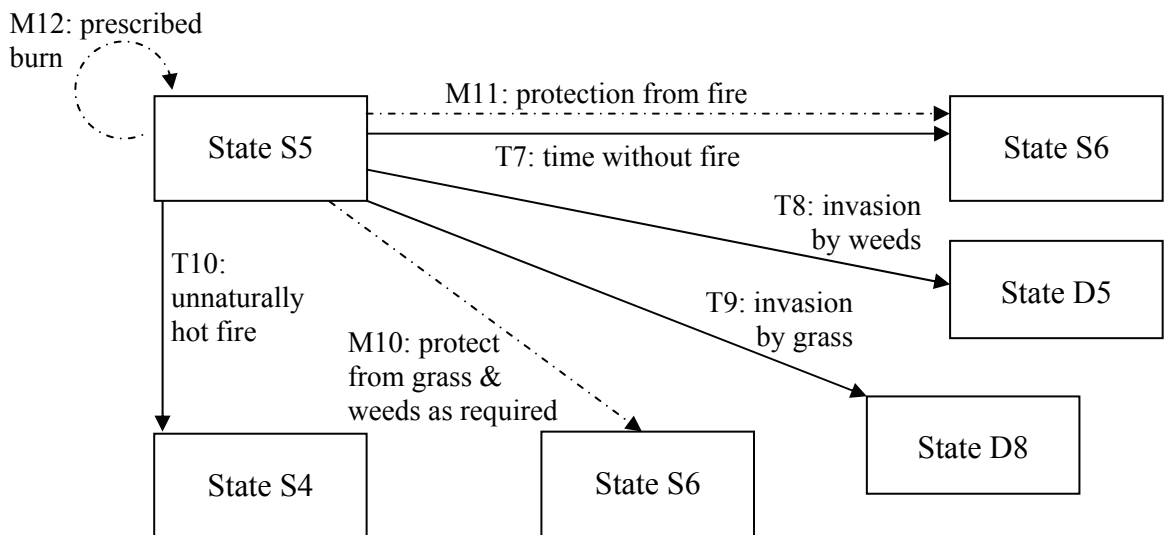 M12: prescribed
burn
M11: protection from fire
State S5
State S6
T7: time without fire
T8: invasion
by weeds
T10:
unnaturally
hot fire
State D5
T9: invasion
by grass
M10: protect
from grass &
weeds as required
State D8
State S4
State S6